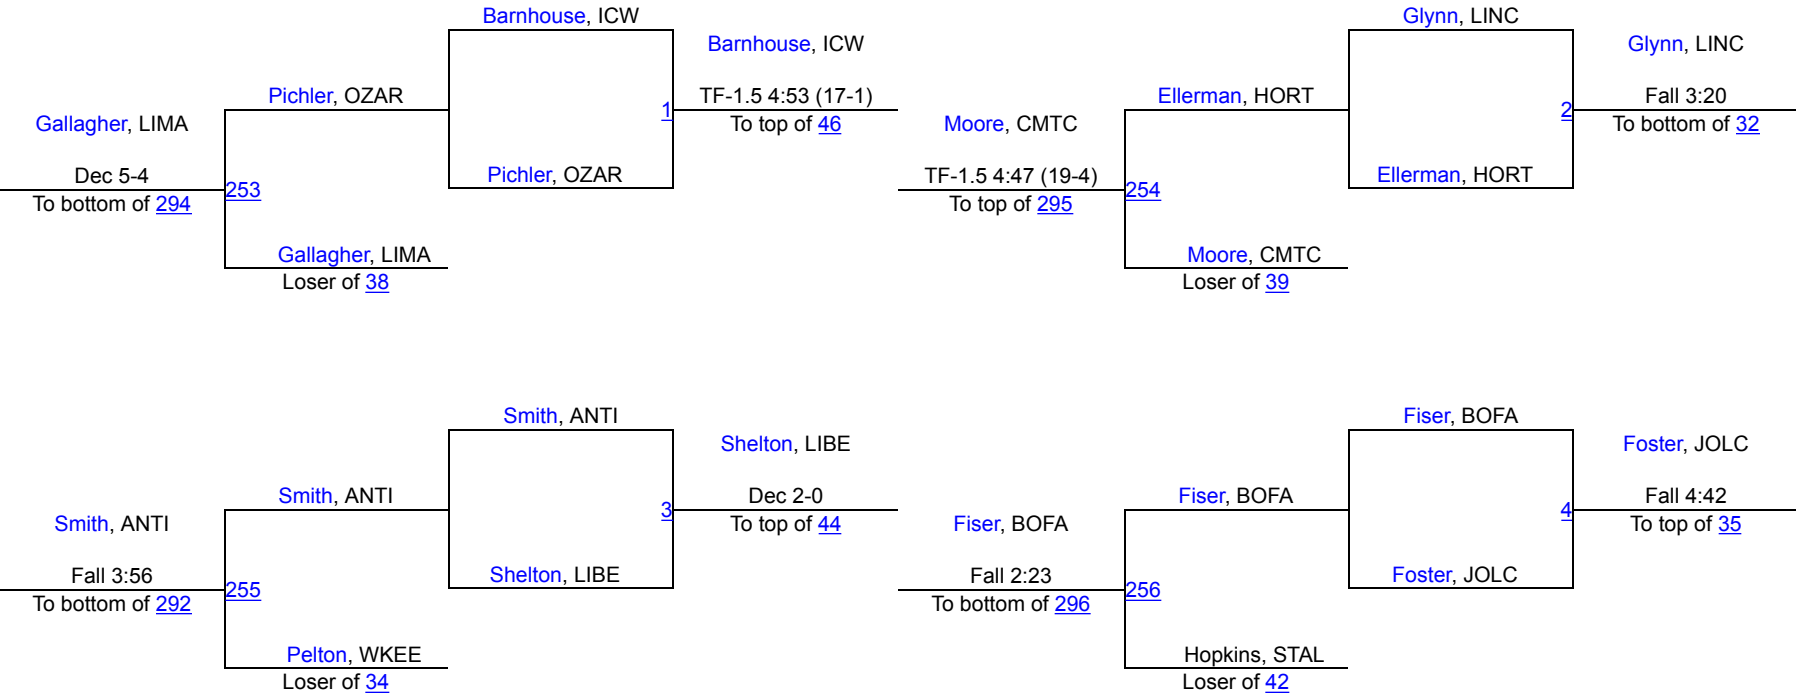 Barnhouse, ICW
Barnhouse, ICW
Pichler, OZAR
TF-1.5 4:53 (17-1)
1
Gallagher, LIMA
To top of 46
Dec 5-4
Pichler, OZAR
253
To bottom of 294
Gallagher, LIMA
Loser of 38
Glynn, LINC
Glynn, LINC
Ellerman, HORT
Fall 3:20
2
Moore, CMTC
To bottom of 32
TF-1.5 4:47 (19-4)
Ellerman, HORT
254
To top of 295
Moore, CMTC
Loser of 39
Smith, ANTI
Shelton, LIBE
Smith, ANTI
Dec 2-0
3
Smith, ANTI
To top of 44
Fall 3:56
Shelton, LIBE
255
To bottom of 292
Pelton, WKEE
Loser of 34
Fiser, BOFA
Foster, JOLC
Fiser, BOFA
Fall 4:42
4
Fiser, BOFA
To top of 35
Fall 2:23
Foster, JOLC
256
To bottom of 296
Hopkins, STAL
Loser of 42